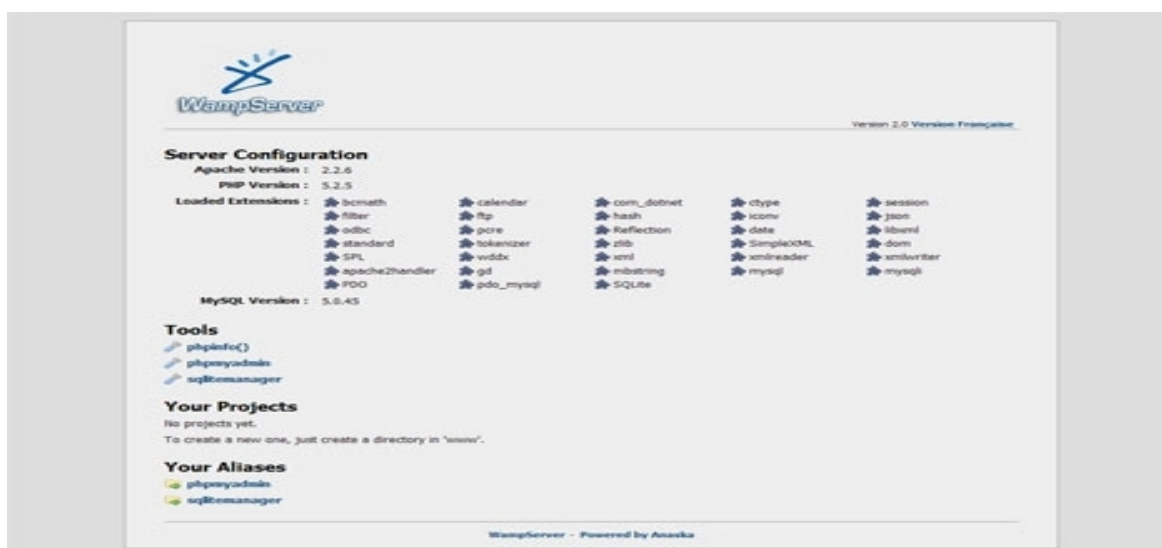 WampServer
Version 2.0 Version Française
Server Configuration
Apache Version : 2.2.6
PHP Version : 5.2.5
Loaded Extensions : bcmath calendar com_dotnet ctype session
filter ftp hash iconv json
odbc pcre Reflection date libxml
standard tokenizer zlib SimpleXML dom
SPL wddx xml xmlreader xmlwriter
apache2handler gd mbstring mysql mysqli
PDO pdo_mysql SQLite
MySQL Version : 5.0.45
Tools
phpinfo()
phpmyadmin
sqlitemanager
Your Projects
No projects yet.
To create a new one, just create a directory in 'www'.
Your Aliases
phpmyadmin
sqlitemanager
WampServer - Powered by Anaska